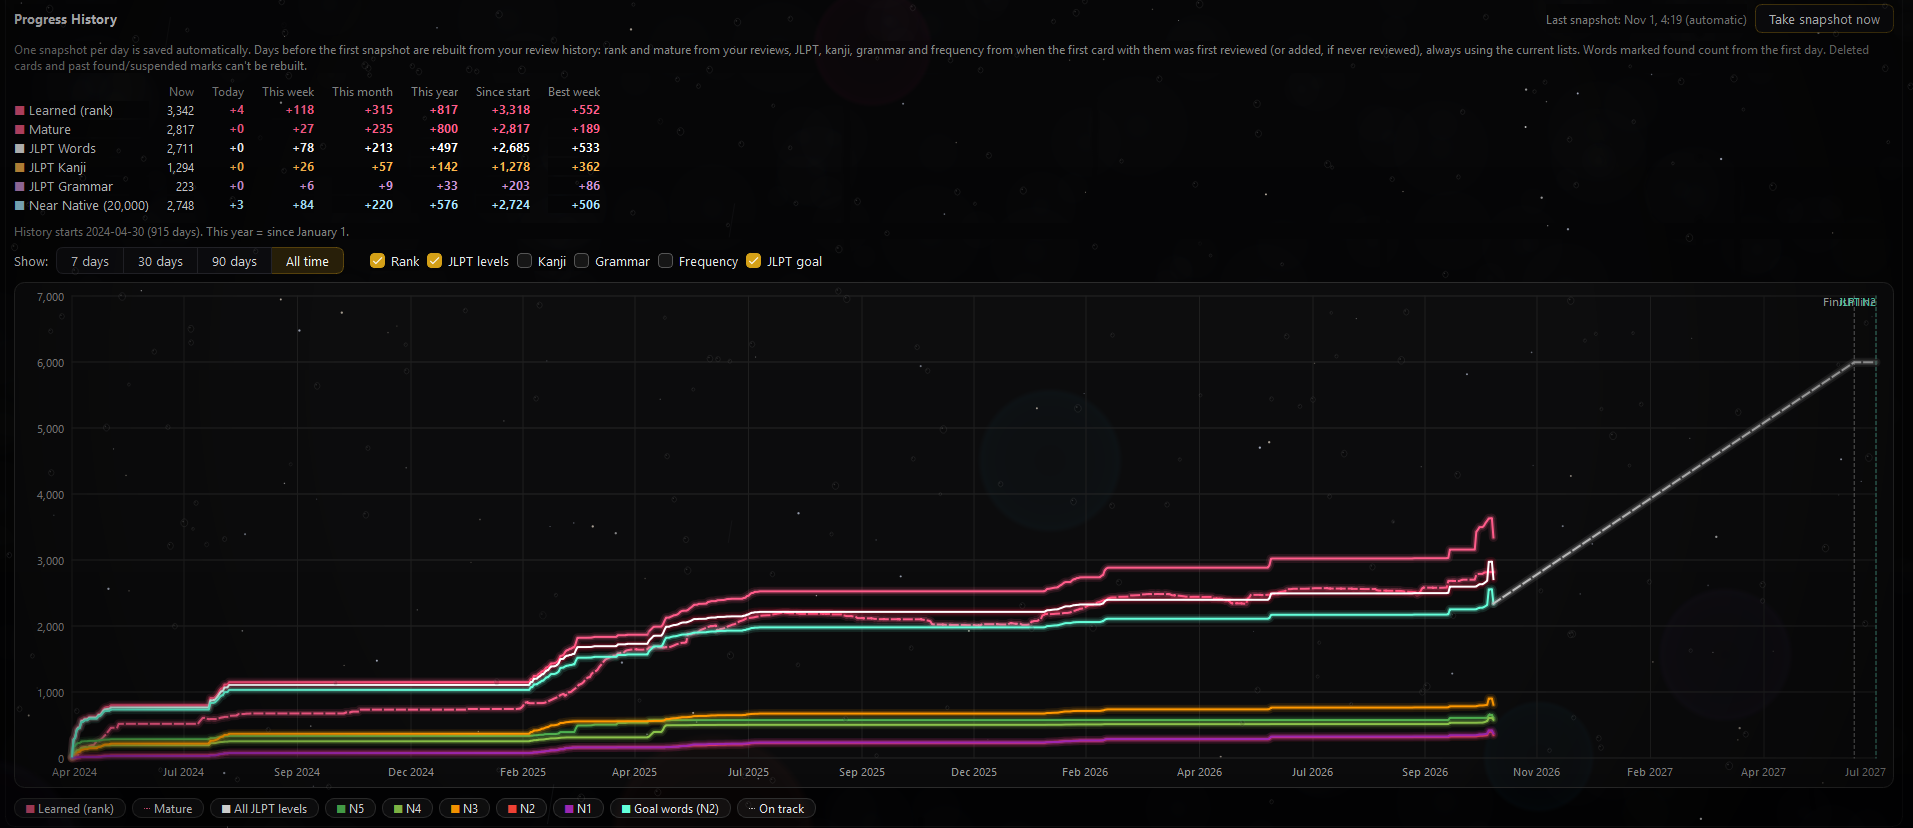 Progress History
Last snapshot: Nov 1, 4:19 (automatic)
Take snapshot now
One snapshot per day is saved automatically. Days before the first snapshot are rebuilt from your review history: rank and mature from your reviews, JLPT, kanji, grammar and frequency from when the first card with them was first reviewed (or added, if never reviewed), always using the current lists. Words marked found count from the first day. Deleted
cards and past found/suspended marks can't be rebuilt.
Now Today This week This month This year Since start Best week
Learned (rank) 3,342 +4 +118 +315 +817 +3,318 +552
Mature 2,817 +0 +27 +235 +800 +2,817 +189
JLPT Words 2,711 +0 +78 +213 +497 +2,685 +533
JLPT Kanji 1,294 +0 +26 +57 +142 +1,278 +362
JLPT Grammar 223 +0 +6 +9 +33 +203 +86
Near Native (20,000) 2,748 +3 +84 +220 +576 +2,724 +506
History starts 2024-04-30 (915 days). This year = since January 1.
Show: 7 days 30 days 90 days All time Rank JLPT levels Kanji Grammar Frequency JLPT goal
7,000
JLPT N2
6,000
5,000
4,000
3,000
2,000
1,000
0
Apr 2024 Jul 2024 Sep 2024 Dec 2024 Feb 2025 Apr 2025 Jul 2025 Sep 2025 Dec 2025 Feb 2026 Apr 2026 Jul 2026 Sep 2026 Nov 2026 Feb 2027 Apr 2027 Jul 2027
Learned (rank) Mature All JLPT levels N5 N4 N3 N2 N1 Goal words (N2) On track